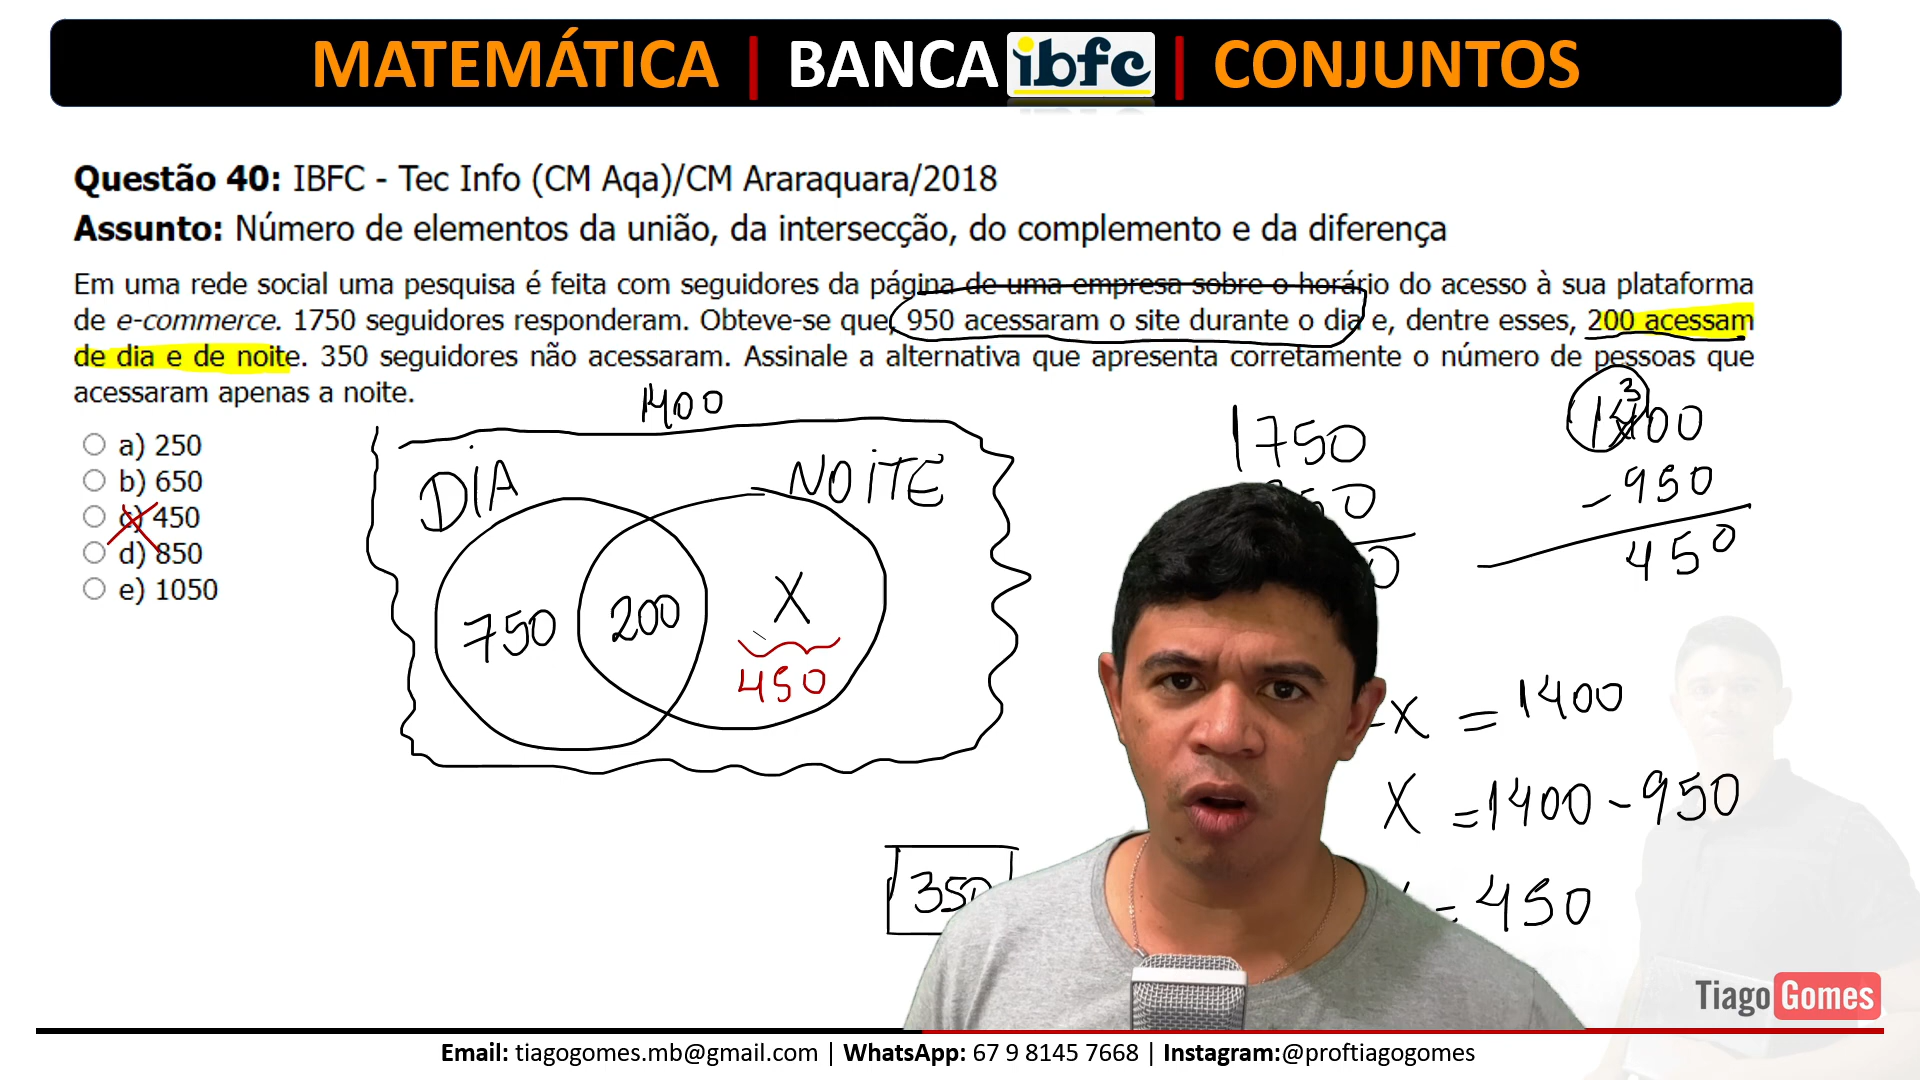 MATEMÁTICA | BANCA ibfc | CONJUNTOS
Questão 40: IBFC - Tec Info (CM Aqa)/CM Araraquara/2018
Assunto: Número de elementos da união, da intersecção, do complemento e da diferença
Em uma rede social uma pesquisa é feita com seguidores da página de uma empresa sobre o horário do acesso à sua plataforma
de e-commerce. 1750 seguidores responderam. Obteve-se que, 950 acessaram o site durante o dia e, dentre esses, 200 acessam
de dia e de noite. 350 seguidores não acessaram. Assinale a alternativa que apresenta corretamente o número de pessoas que
acessaram apenas a noite.
a) 250
b) 650
c) 450
d) 850
e) 1050
1400
DIA
NOITE
750
200
X
450
350
1750
50
0
1400
3
-950
450
-X = 1400
X = 1400 - 950
= 450
Tiago Gomes
Email: tiagogomes.mb@gmail.com | WhatsApp: 67 9 8145 7668 | Instagram:@proftiagogomes